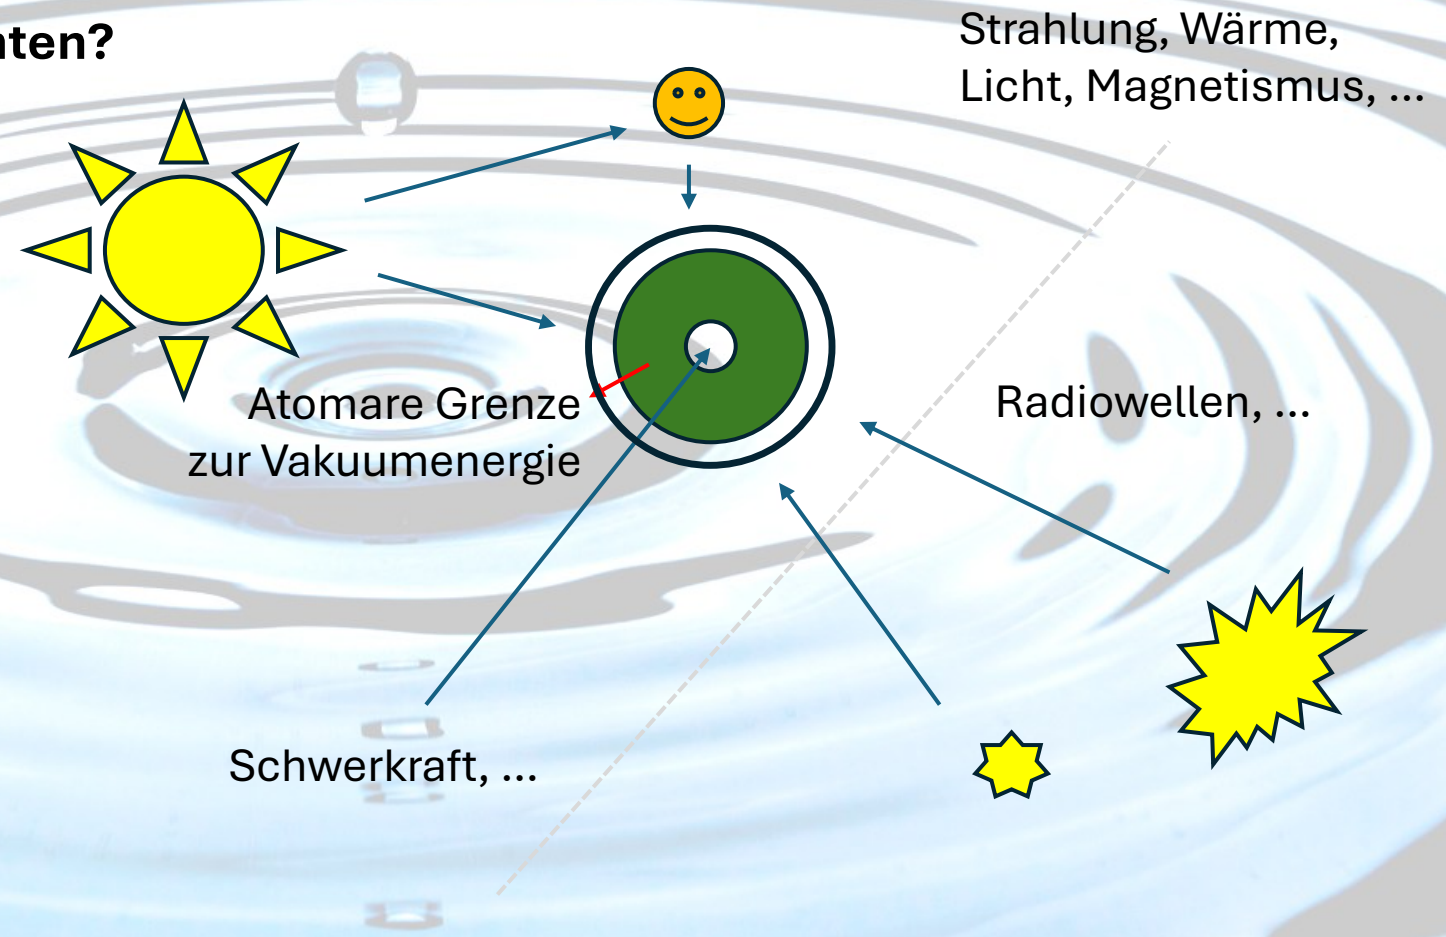 nten?
Strahlung, Wärme,
Licht, Magnetismus, ...
Atomare Grenze
zur Vakuumenergie
Radiowellen, ...
Schwerkraft, ...